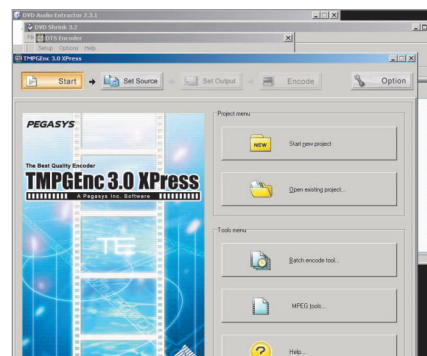 DVD Audio Extractor 2.3.1
DVD Shrink 3.2
DTS Encoder
Setup Options Help
TMPGEnc 3.0 XPress
Start
Set Source
Set Output
Encode
Option
PEGASYS
The Best Quality Encoder
TMPGEnc 3.0 XPress
A Pegasys Inc. Software
TE
Project menu
NEW
Start new project
Open existing project...
Tools menu
Batch encode tool...
MPEG tools...
Help...